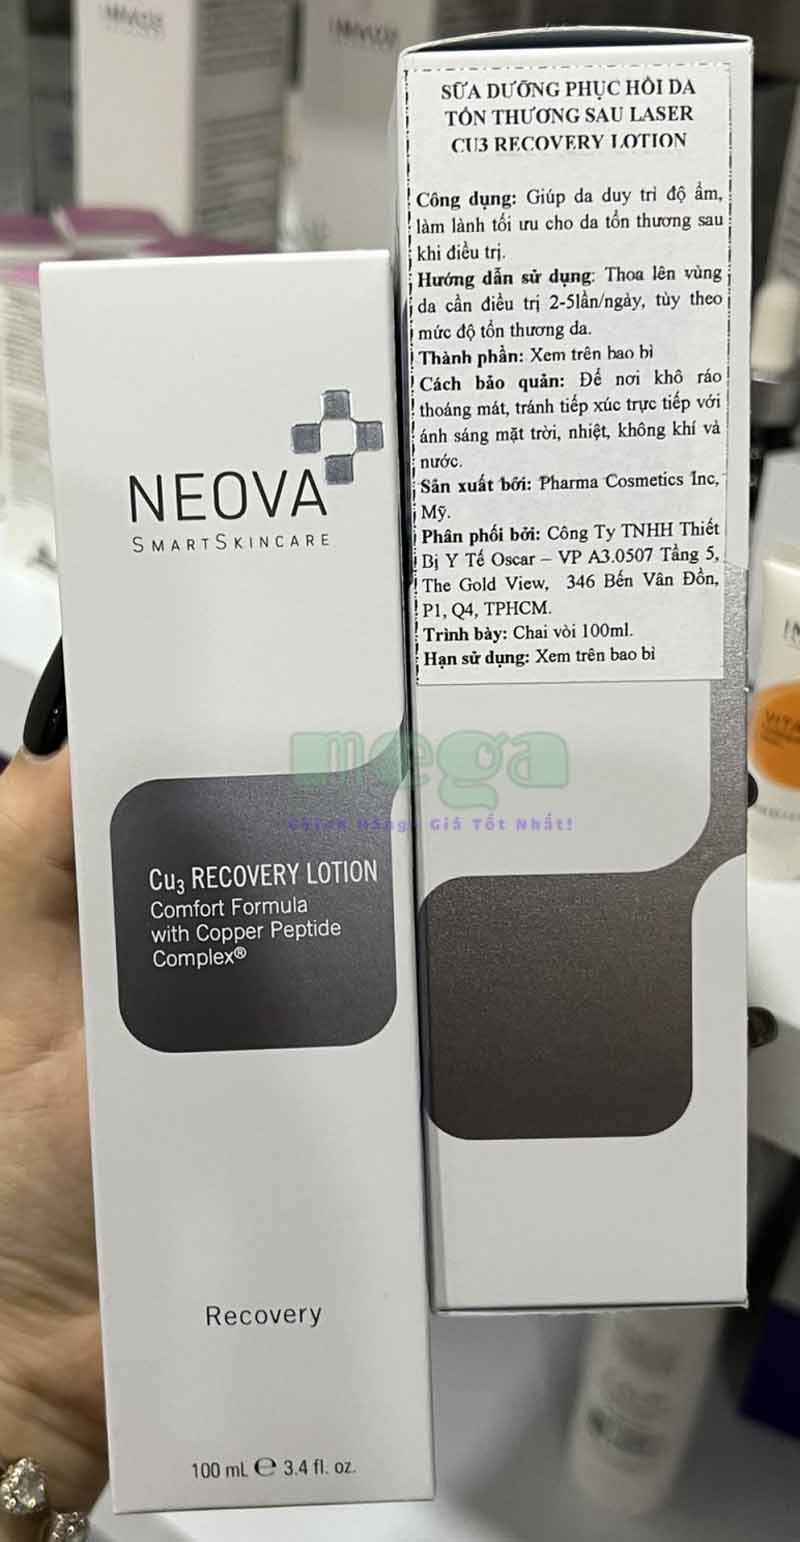 NEOVA
SMARTSKINCARE
Cu3 RECOVERY LOTION
Comfort Formula
with Copper Peptide
Complex®
Recovery
100 mL ℮ 3.4 fl. oz.
SỮA DƯỠNG PHỤC HỒI DA
TỔN THƯƠNG SAU LASER
CU3 RECOVERY LOTION
Công dụng: Giúp da duy trì độ ẩm,
làm lành tối ưu cho da tổn thương sau
khi điều trị.
Hướng dẫn sử dụng: Thoa lên vùng
da cần điều trị 2-5lần/ngày, tùy theo
mức độ tổn thương da.
Thành phần: Xem trên bao bì
Cách bảo quản: Để nơi khô ráo
thoáng mát, tránh tiếp xúc trực tiếp với
ánh sáng mặt trời, nhiệt, không khí và
nước.
Sản xuất bởi: Pharma Cosmetics Inc,
Mỹ.
Phân phối bởi: Công Ty TNHH Thiết
Bị Y Tế Oscar – VP A3.0507 Tầng 5,
The Gold View, 346 Bến Vân Đồn,
P1, Q4, TPHCM.
Trình bày: Chai vòi 100ml.
Hạn sử dụng: Xem trên bao bì
mega
Chính Hãng! Giá Tốt Nhất!